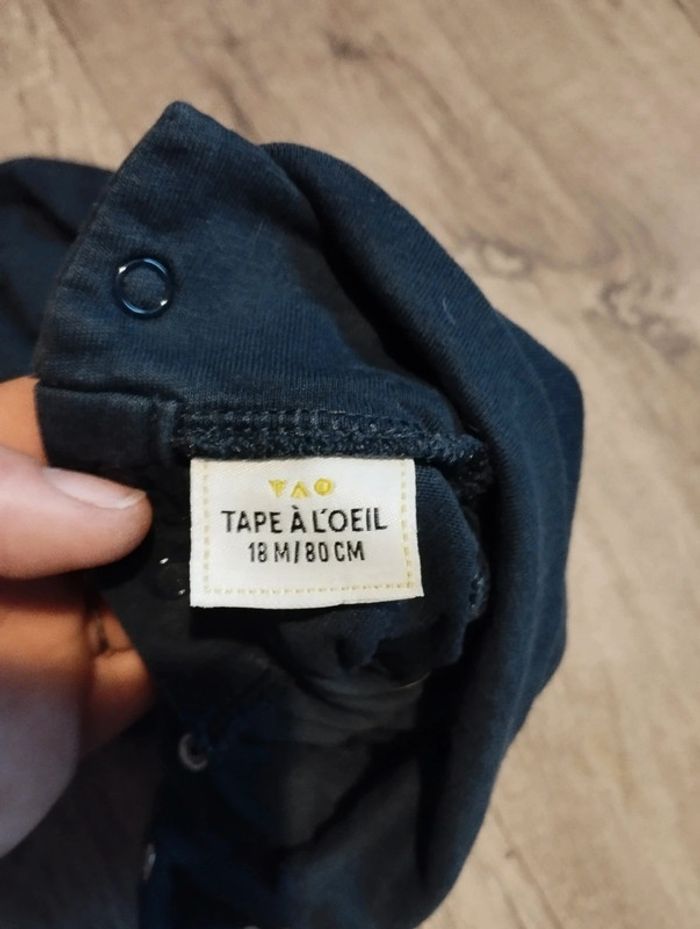 TAO
TAPE À L'OEIL
18 M/80 CM